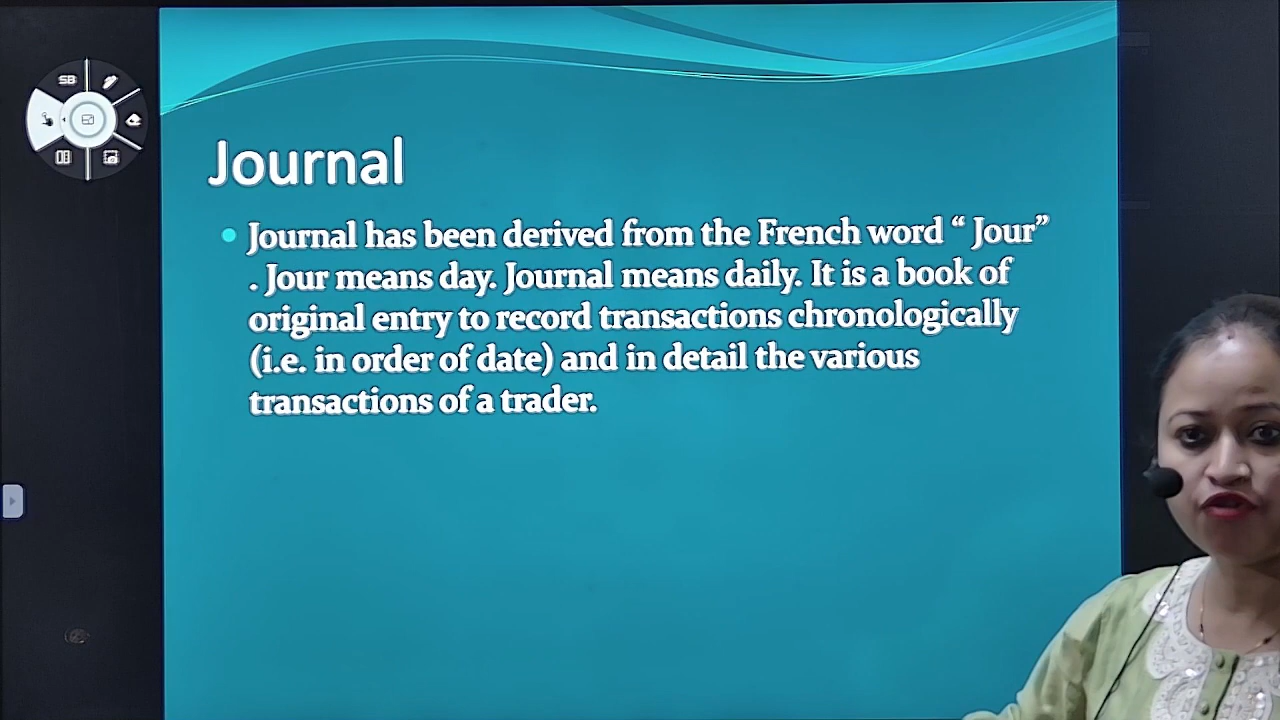 SB
Journal
Journal has been derived from the French word “ Jour”
. Jour means day. Journal means daily. It is a book of
original entry to record transactions chronologically
(i.e. in order of date) and in detail the various
transactions of a trader.